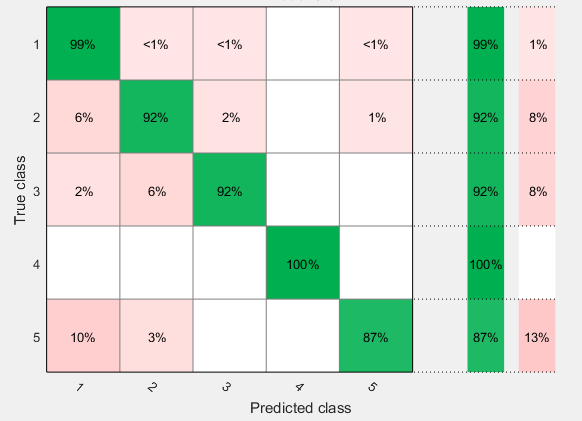 1 99% <1% <1% <1% 99% 1%
2 6% 92% 2% 1% 92% 8%
3 2% 6% 92% 92% 8%
4 100% 100%
5 10% 3% 87% 87% 13%
True class
1 2 3 4 5
Predicted class